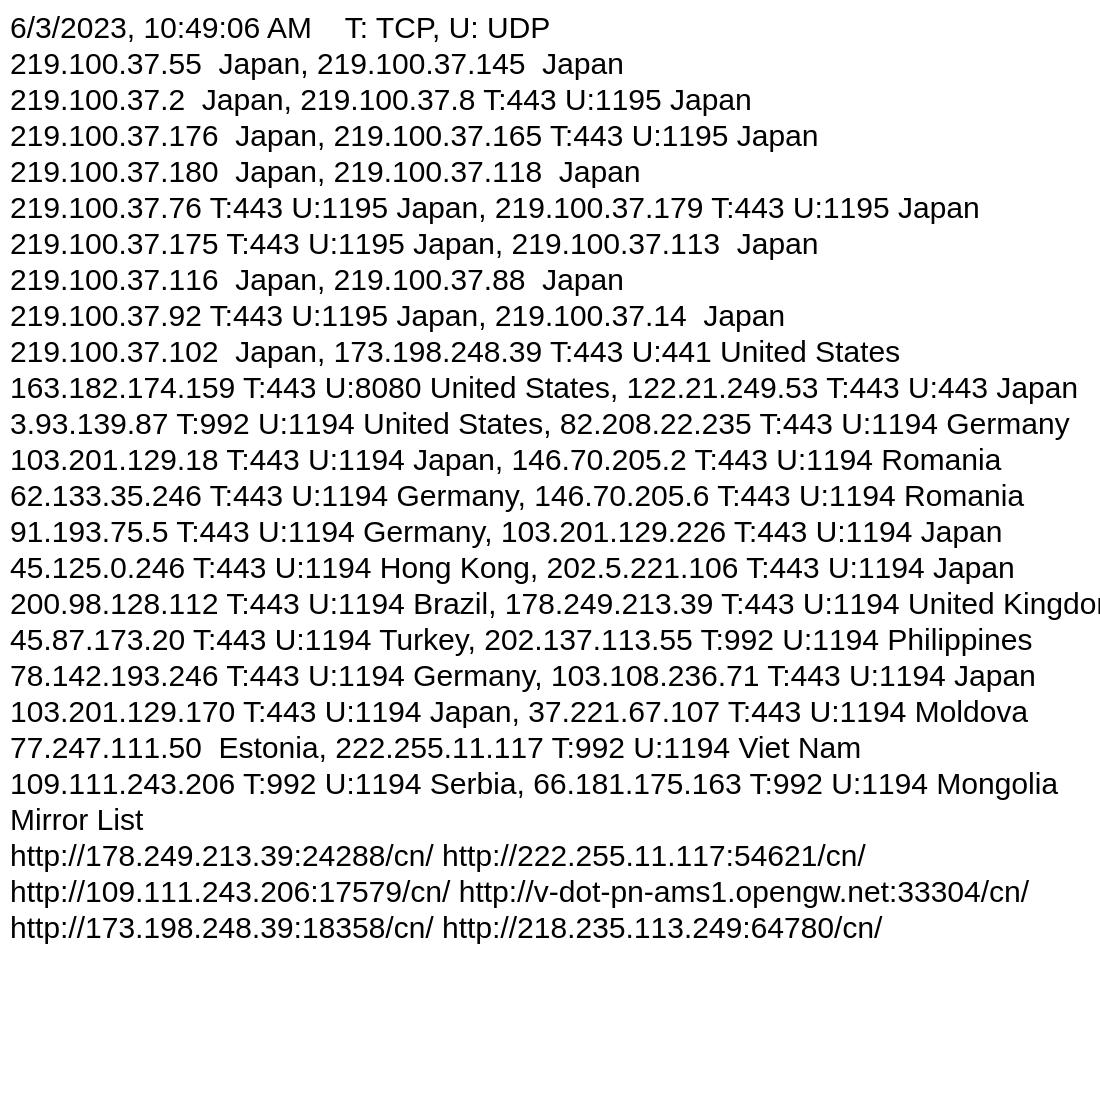 6/3/2023, 10:49:06 AM    T: TCP, U: UDP
219.100.37.55  Japan, 219.100.37.145  Japan
219.100.37.2  Japan, 219.100.37.8 T:443 U:1195 Japan
219.100.37.176  Japan, 219.100.37.165 T:443 U:1195 Japan
219.100.37.180  Japan, 219.100.37.118  Japan
219.100.37.76 T:443 U:1195 Japan, 219.100.37.179 T:443 U:1195 Japan
219.100.37.175 T:443 U:1195 Japan, 219.100.37.113  Japan
219.100.37.116  Japan, 219.100.37.88  Japan
219.100.37.92 T:443 U:1195 Japan, 219.100.37.14  Japan
219.100.37.102  Japan, 173.198.248.39 T:443 U:441 United States
163.182.174.159 T:443 U:8080 United States, 122.21.249.53 T:443 U:443 Japan
3.93.139.87 T:992 U:1194 United States, 82.208.22.235 T:443 U:1194 Germany
103.201.129.18 T:443 U:1194 Japan, 146.70.205.2 T:443 U:1194 Romania
62.133.35.246 T:443 U:1194 Germany, 146.70.205.6 T:443 U:1194 Romania
91.193.75.5 T:443 U:1194 Germany, 103.201.129.226 T:443 U:1194 Japan
45.125.0.246 T:443 U:1194 Hong Kong, 202.5.221.106 T:443 U:1194 Japan
200.98.128.112 T:443 U:1194 Brazil, 178.249.213.39 T:443 U:1194 United Kingdor
45.87.173.20 T:443 U:1194 Turkey, 202.137.113.55 T:992 U:1194 Philippines
78.142.193.246 T:443 U:1194 Germany, 103.108.236.71 T:443 U:1194 Japan
103.201.129.170 T:443 U:1194 Japan, 37.221.67.107 T:443 U:1194 Moldova
77.247.111.50  Estonia, 222.255.11.117 T:992 U:1194 Viet Nam
109.111.243.206 T:992 U:1194 Serbia, 66.181.175.163 T:992 U:1194 Mongolia
Mirror List
http://178.249.213.39:24288/cn/ http://222.255.11.117:54621/cn/
http://109.111.243.206:17579/cn/ http://v-dot-pn-ams1.opengw.net:33304/cn/
http://173.198.248.39:18358/cn/ http://218.235.113.249:64780/cn/